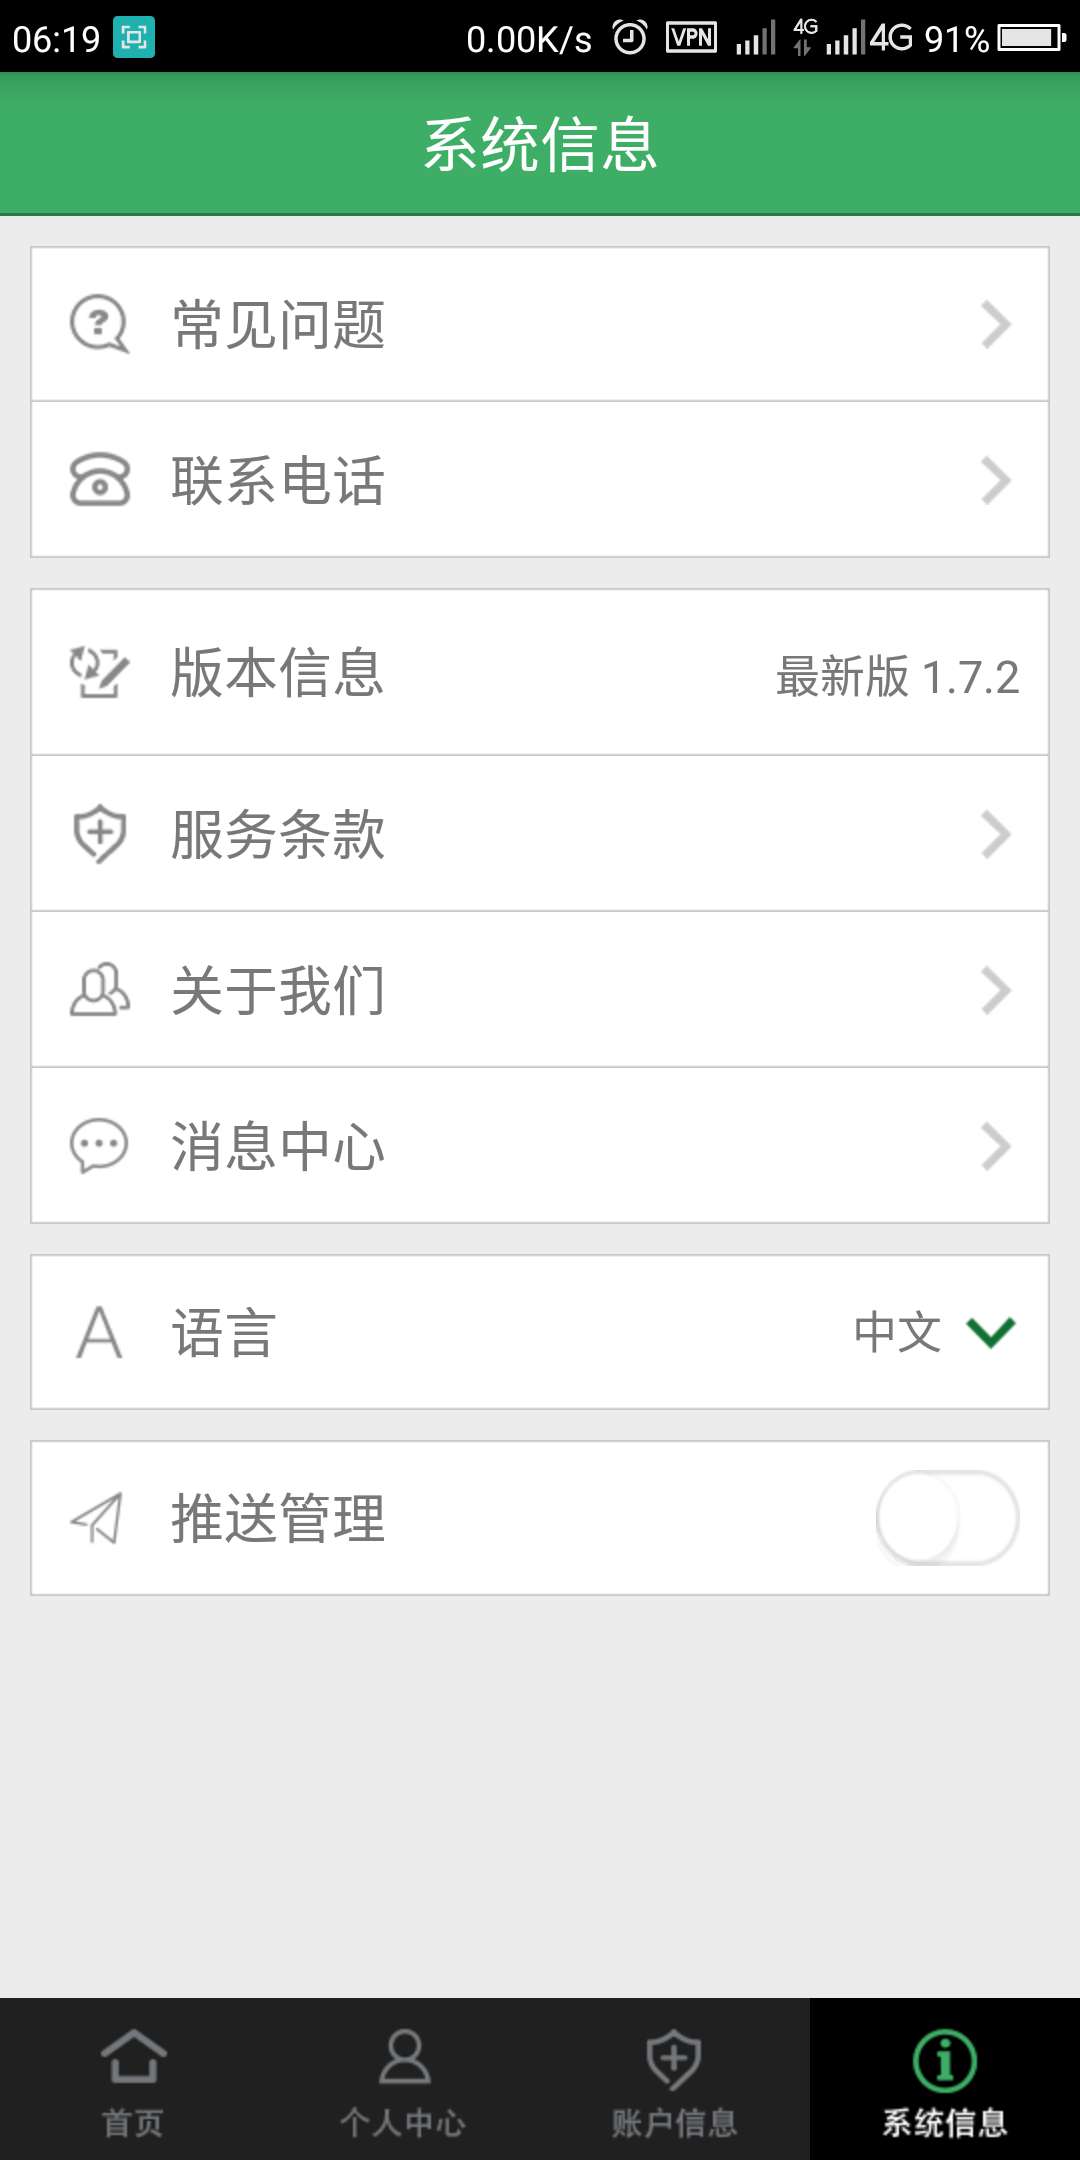 06:19 0.00K/s VPN 4G 4G 91%
系统信息
常见问题
联系电话
版本信息 最新版 1.7.2
服务条款
关于我们
消息中心
语言 中文
推送管理
首页 个人中心 账户信息 系统信息